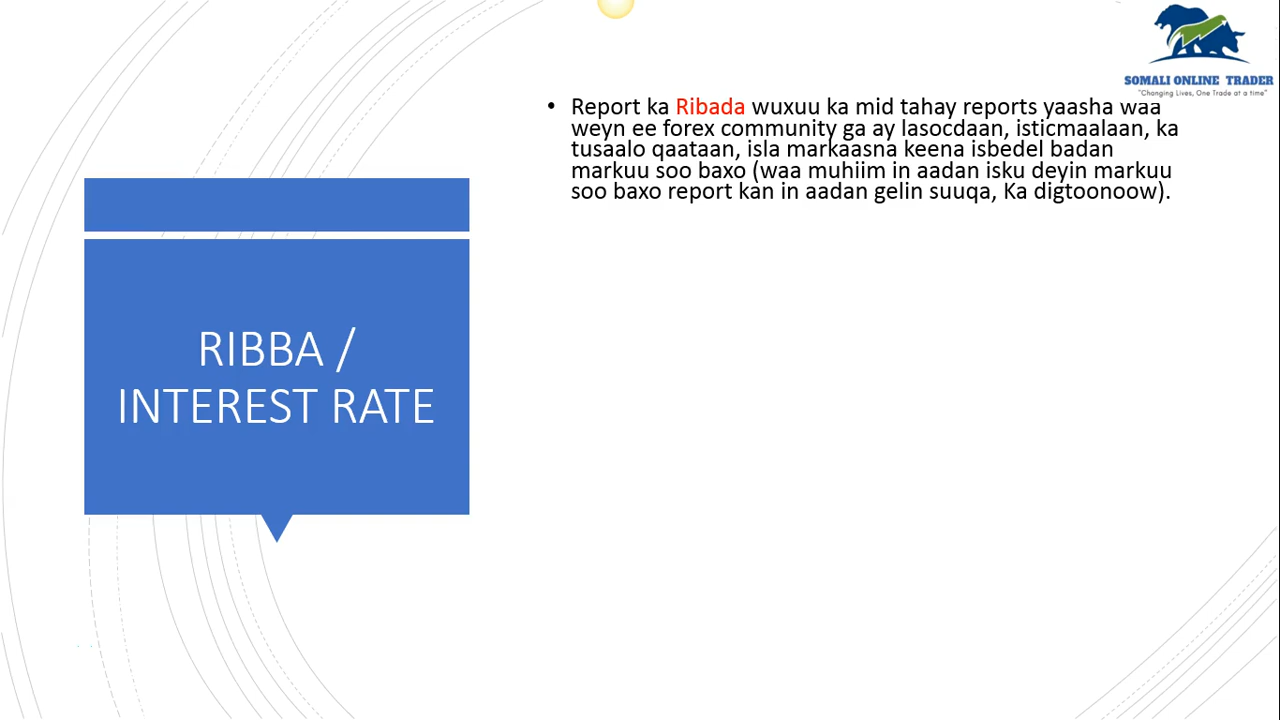 SOMALI ONLINE TRADER
"Changing Lives, One Trade at a time"
• Report ka Ribada wuxuu ka mid tahay reports yaasha waa
weyn ee forex community ga ay lasocdaan, isticmaalaan, ka
tusaalo qaataan, isla markaasna keena isbedel badan
markuu soo baxo (waa muhiim in aadan isku deyin markuu
soo baxo report kan in aadan gelin suuqa, Ka digtoonoow).
RIBBA /
INTEREST RATE